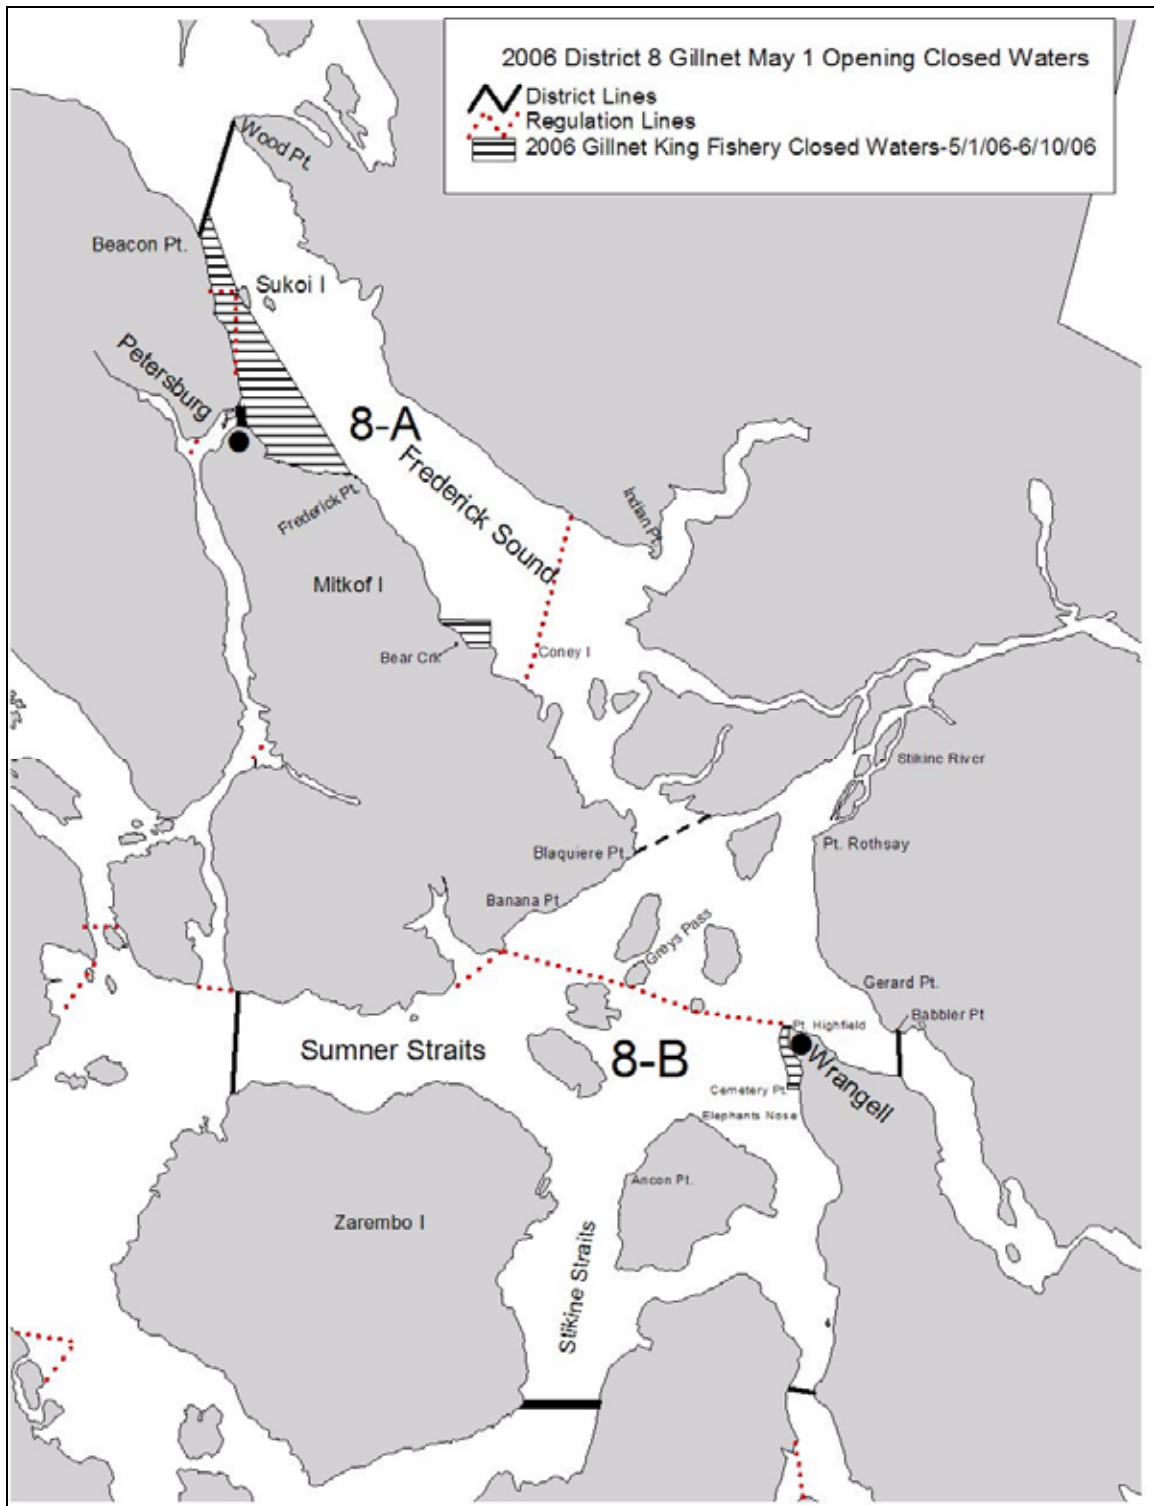 2006 District 8 Gillnet May 1 Opening Closed Waters
District Lines
Regulation Lines
2006 Gillnet King Fishery Closed Waters-5/1/06-6/10/06
Wood Pt.
Beacon Pt.
Sukoi I
Petersburg
8-A
Frederick Sound
Frederick Pt.
Indian Pt.
Mitkof I
Bear Crk
Coney I
Stikine River
Blaquiere Pt.
Pt. Rothsay
Banana Pt
Greys Pass
Gerard Pt.
Babbler Pt
Pt. Highfield
Sumner Straits
8-B
Wrangell
Cemetery Pt.
Elephants Nose
Ancon Pt.
Zarembo I
Stikine Straits